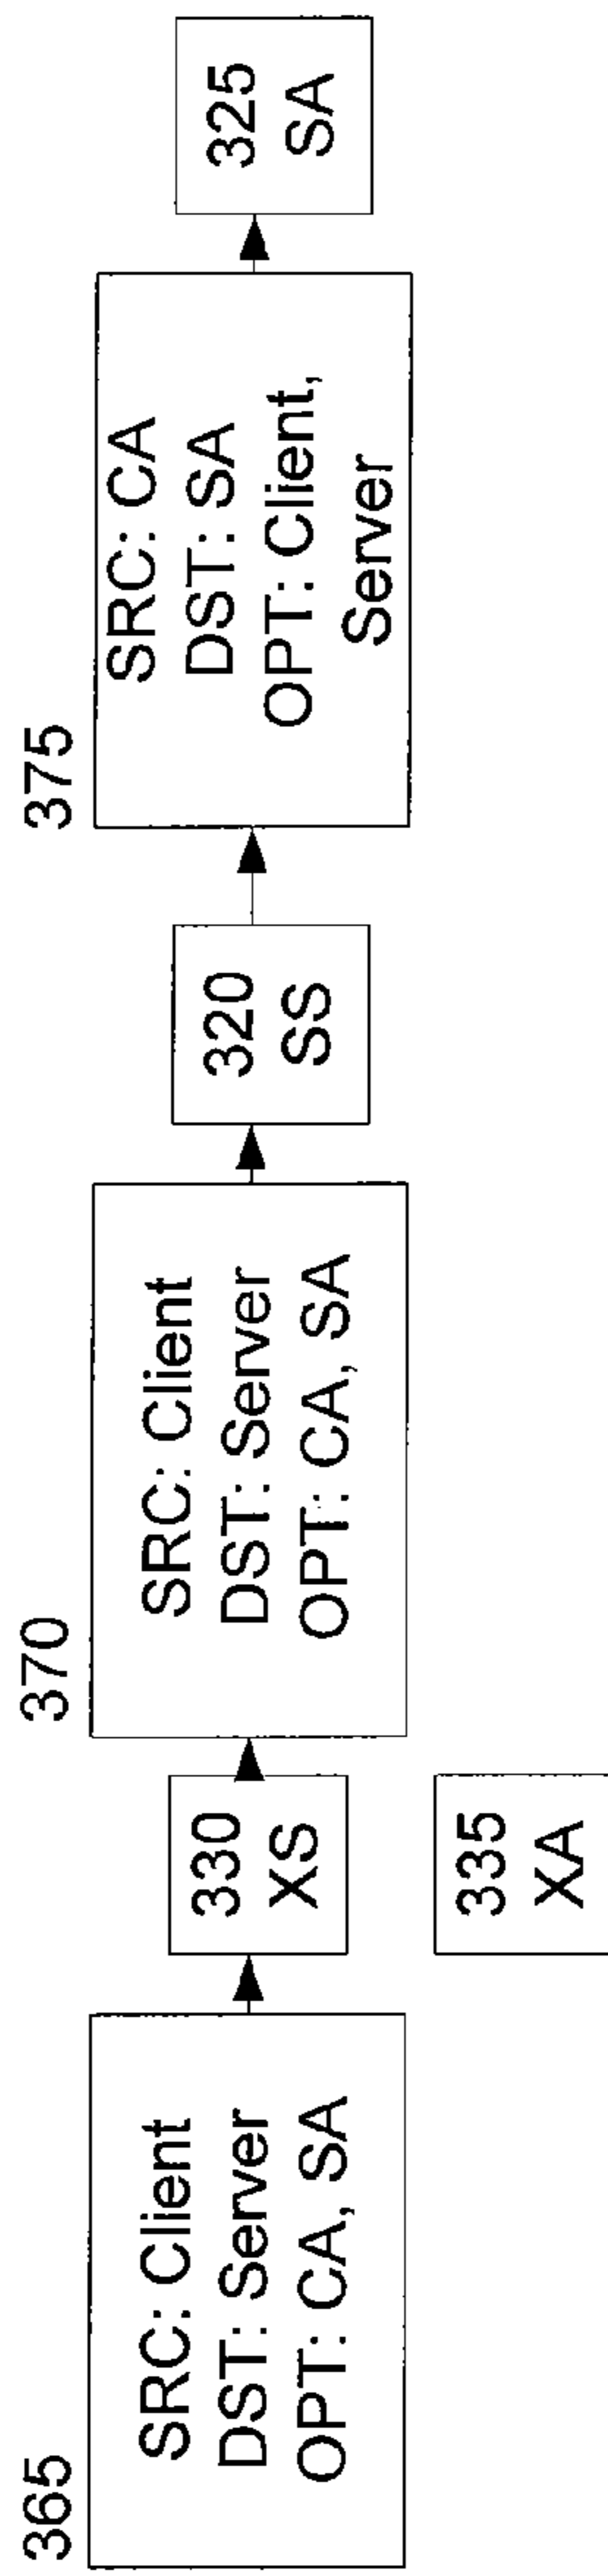 365
SRC: Client
DST: Server
OPT: CA, SA
330
XS
335
XA
370
SRC: Client
DST: Server
OPT: CA, SA
320
SS
375
SRC: CA
DST: SA
OPT: Client,
Server
325
SA